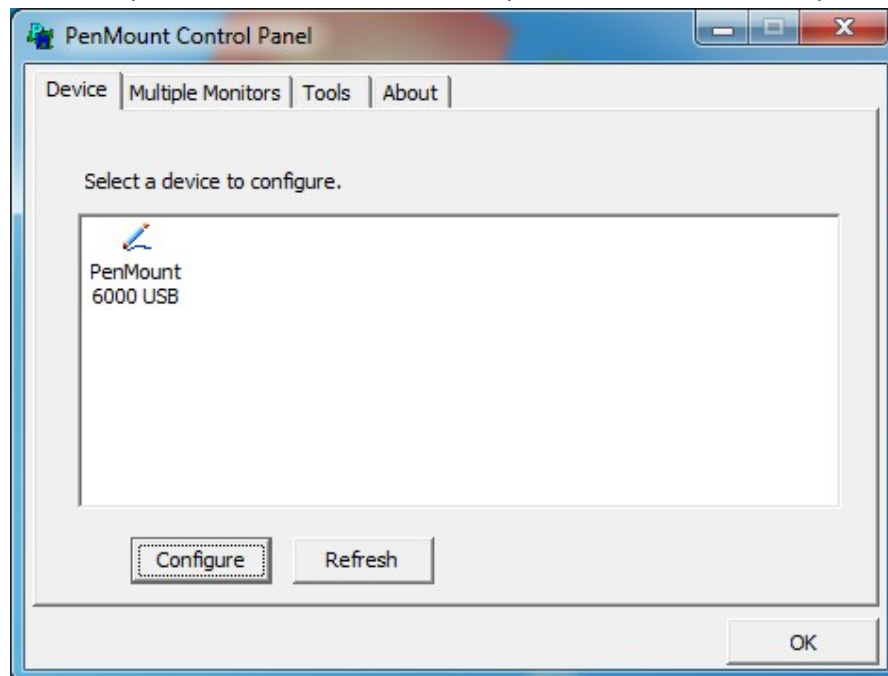 PenMount Control Panel
Device Multiple Monitors Tools About
Select a device to configure.
PenMount
6000 USB
Configure Refresh
OK